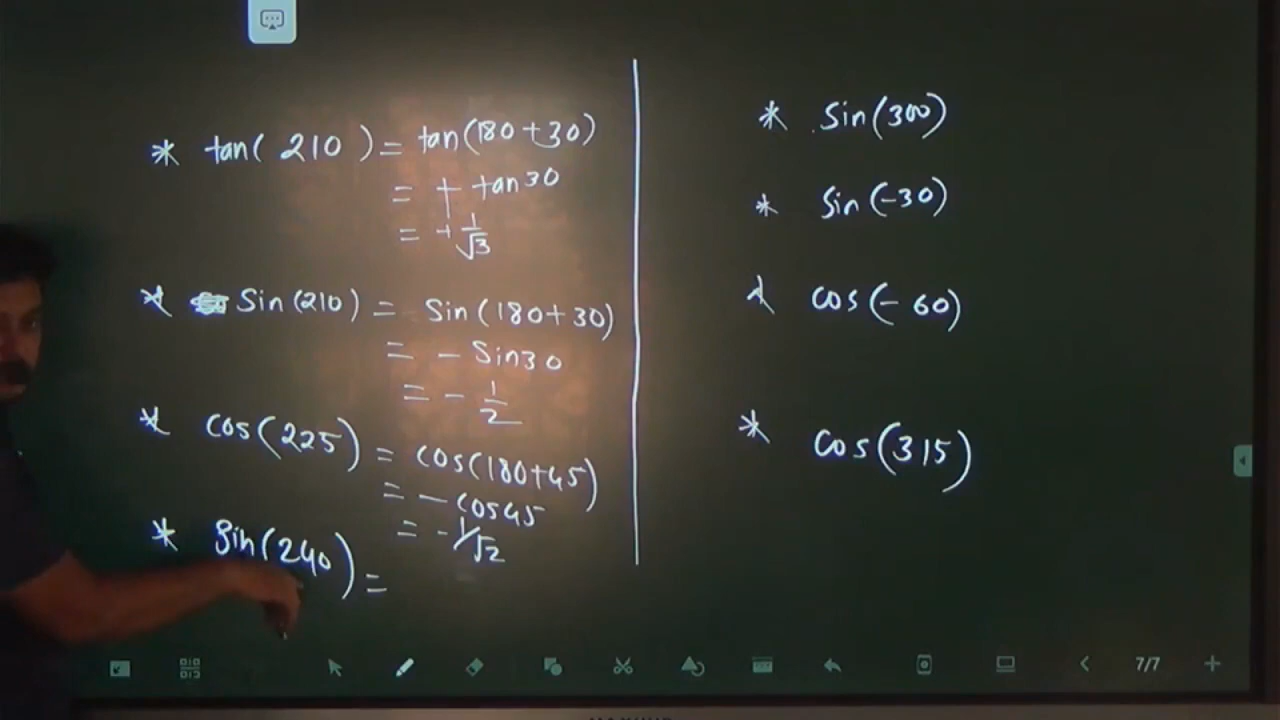 * tan( 210 ) = tan(180+30)
= + tan30
= + 1/√3
* Sin(210) = Sin(180+30)
= - Sin30
= - 1/2
* cos(225) = cos(180+45)
= - cos45
= - 1/√2
* Sin(240) =
* Sin(300)
* Sin(-30)
* cos(-60)
* cos(315)
7/7